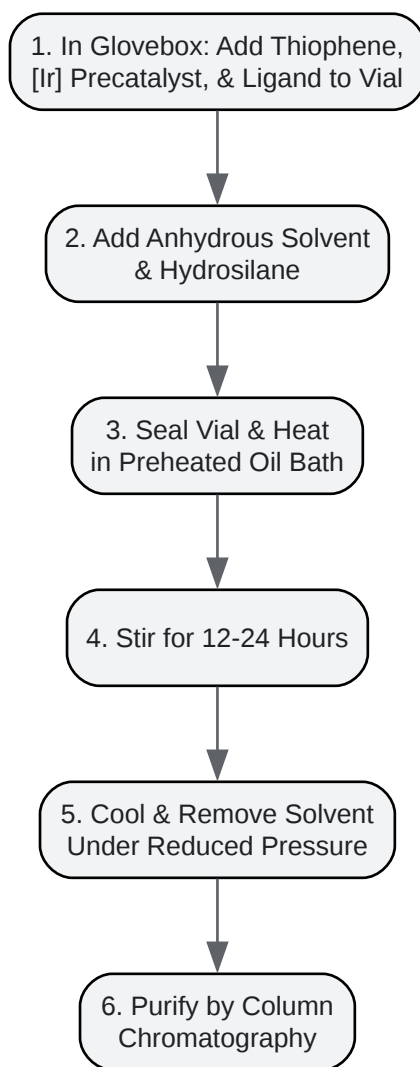 1. In Glovebox: Add Thiophene,
[Ir] Precatalyst, & Ligand to Vial
2. Add Anhydrous Solvent
& Hydrosilane
3. Seal Vial & Heat
in Preheated Oil Bath
4. Stir for 12-24 Hours
5. Cool & Remove Solvent
Under Reduced Pressure
6. Purify by Column
Chromatography